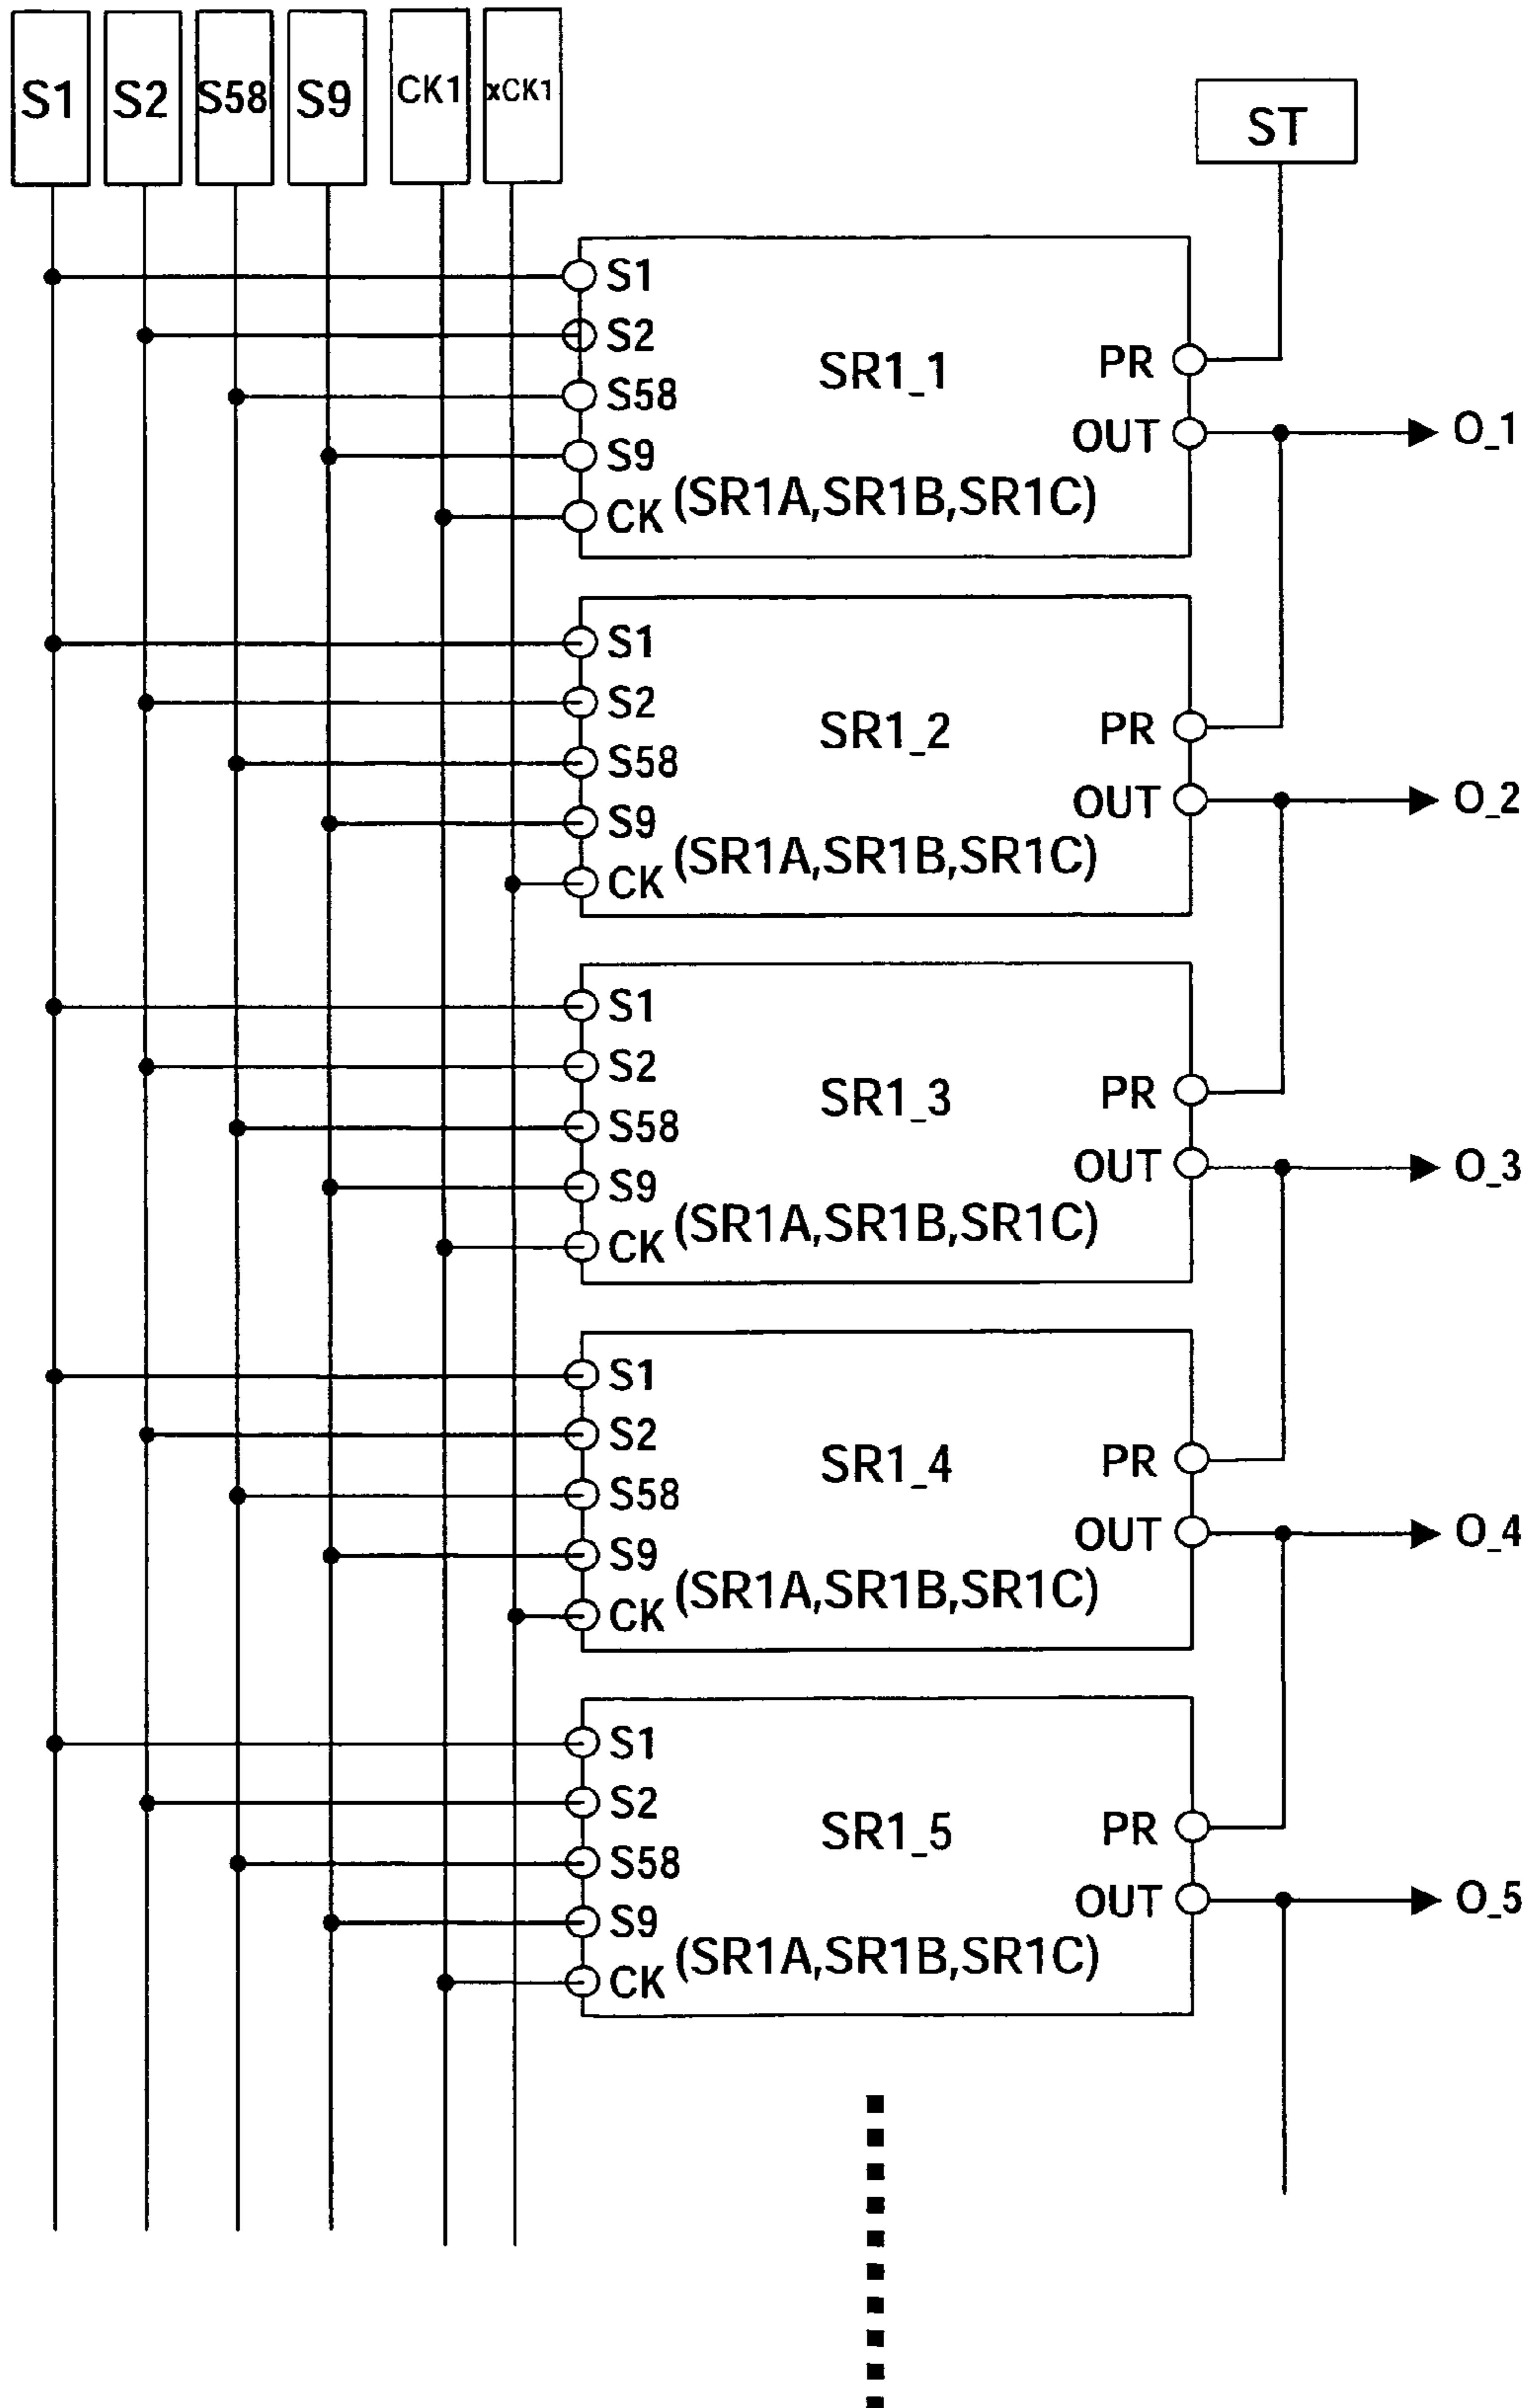 S1 S2 S58 S9 CK1 xCK1
ST
S1
S2
SR1_1
PR
S58
OUT
O_1
S9
(SR1A,SR1B,SR1C)
CK
S1
S2
SR1_2
PR
S58
OUT
O_2
S9
(SR1A,SR1B,SR1C)
CK
S1
S2
SR1_3
PR
S58
OUT
O_3
S9
(SR1A,SR1B,SR1C)
CK
S1
S2
SR1_4
PR
S58
OUT
O_4
S9
(SR1A,SR1B,SR1C)
CK
S1
S2
SR1_5
PR
S58
OUT
O_5
S9
(SR1A,SR1B,SR1C)
CK